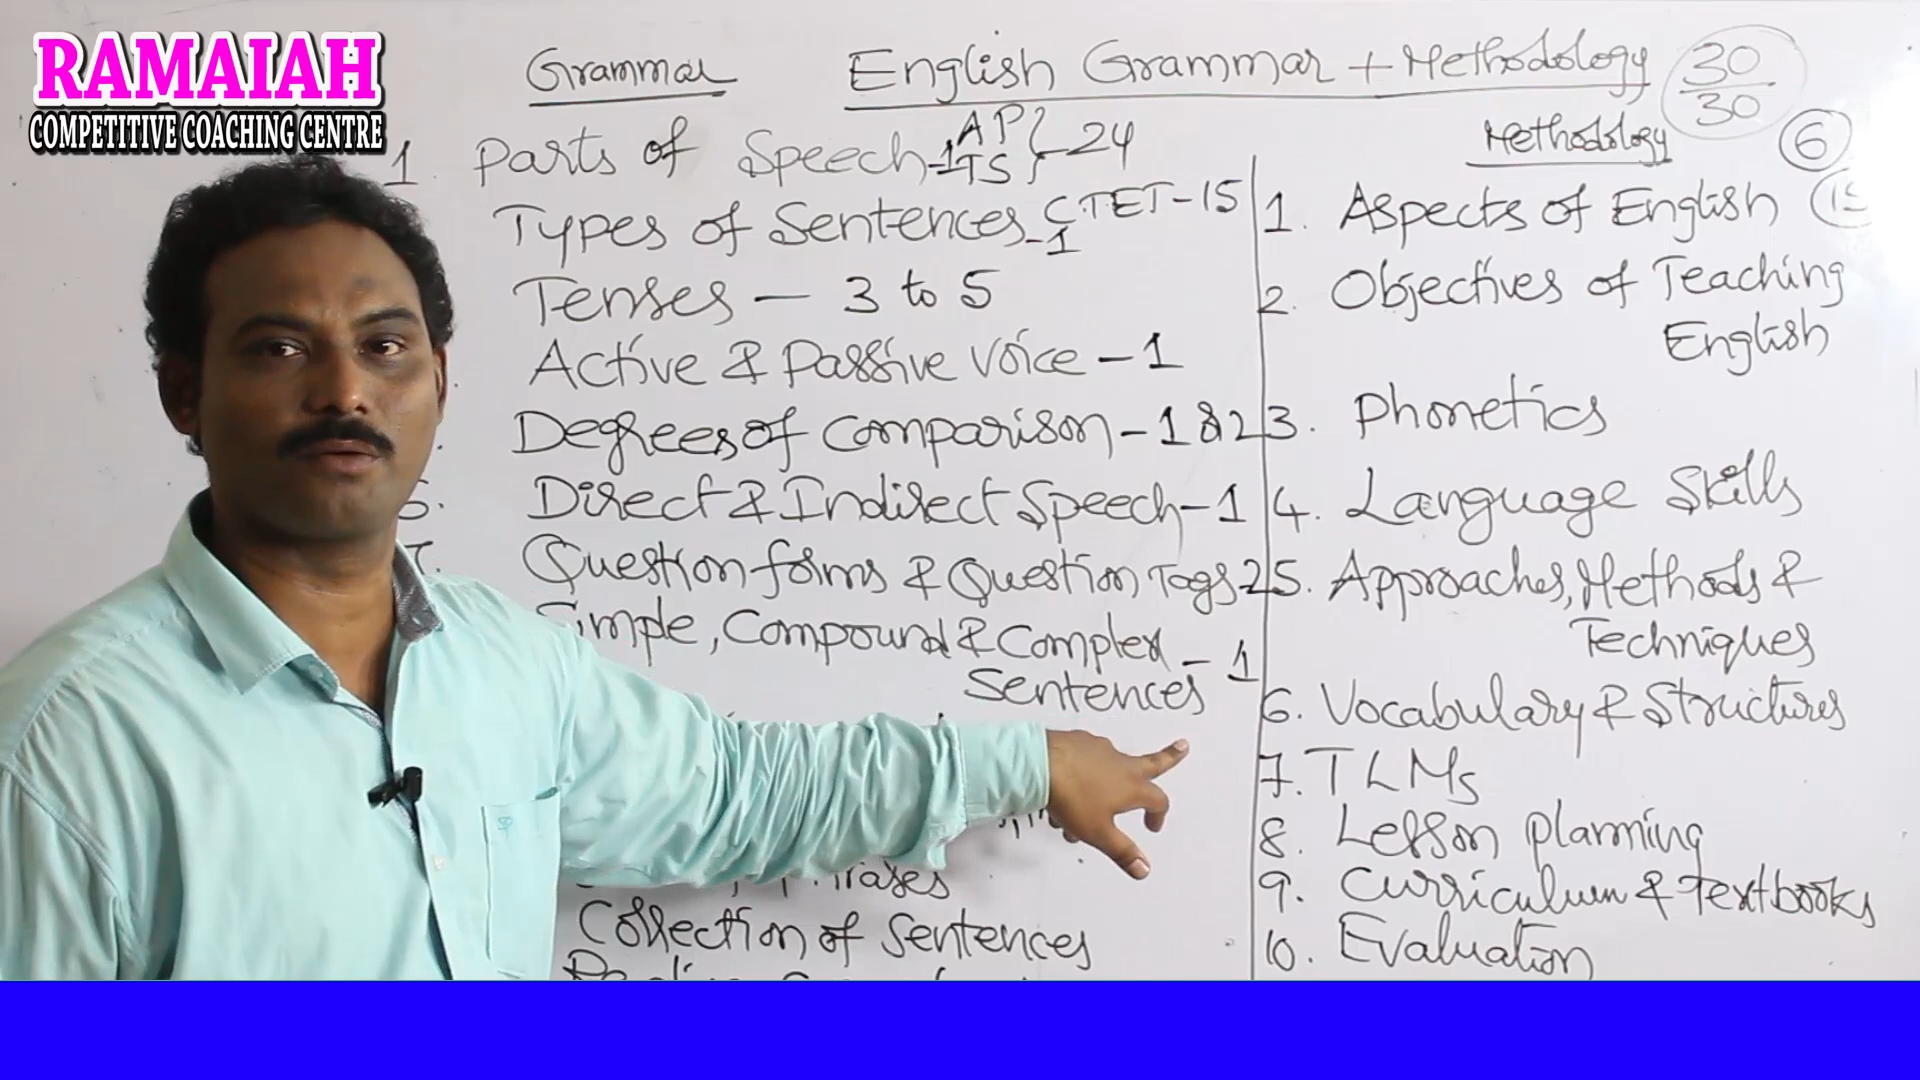 RAMAIAH
COMPETITIVE COACHING CENTRE
Grammar
English Grammar + Methodology
30
30
1 Parts of Speech-1
AP
TS
-24
Types of Sentences-1
C.TET-15
Tenses — 3 to 5
Active & Passive Voice - 1
Degrees of Comparison - 1 & 2
Direct & Indirect Speech - 1
Question forms & Question Tags 2
Simple, Compound & Complex
Sentences - 1
Phrases
Collection of Sentences
Methodology
6
15
1. Aspects of English
2. Objectives of Teaching
English
3. Phonetics
4. Language Skills
5. Approaches, Methods &
Techniques
6. Vocabulary & Structures
7. TLMs
8. Lesson planning
9. Curriculum & Textbooks
10. Evaluation